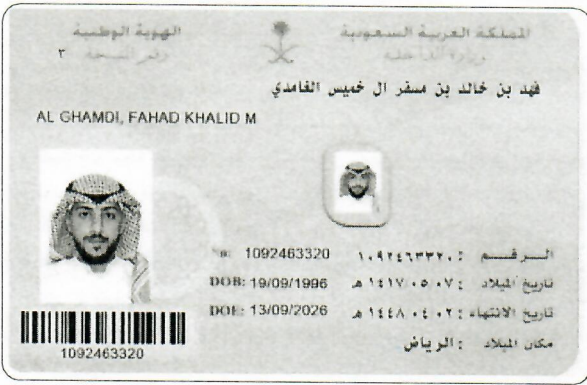 المملكة العربية السعودية
وزارة الداخلية
الهوية الوطنية
رقم النسخة ٣
فهد بن خالد بن مسفر ال خميس الغامدي
AL GHAMDI, FAHAD KHALID M
الرقم : ١٠٩٢٤٦٣٣٢٠ 1092463320
تاريخ الميلاد : ١٤١٧/٠٥/٠٧ هـ DOB: 19/09/1996
تاريخ الانتهاء : ١٤٤٨/٠٤/٠٢ هـ DOE: 13/09/2026
مكان الميلاد : الرياض
1092463320